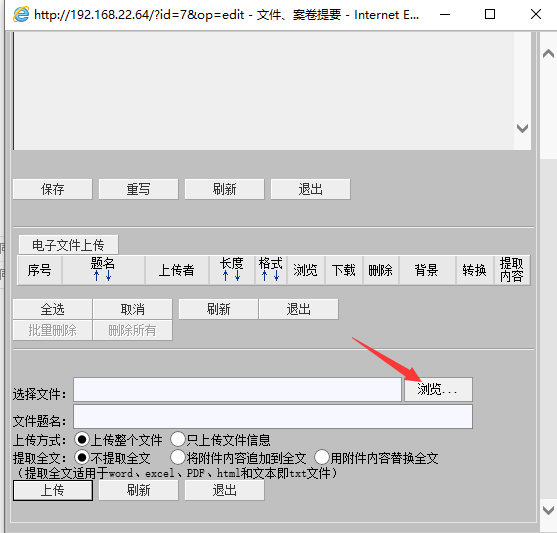 http://192.168.22.64/?id=7&op=edit - 文件、案卷提要 - Internet E...
保存 重写 刷新 退出
电子文件上传
序号 题名 上传者 长度 格式 浏览 下载 删除 背景 转换 提取内容
↑ ↓ ↑ ↓ ↑ ↓
全选 取消 刷新 退出
批量删除 删除所有
选择文件: 浏览...
文件题名:
上传方式: 上传整个文件 只上传文件信息
提取全文: 不提取全文 将附件内容追加到全文 用附件内容替换全文
(提取全文适用于word、excel、PDF、html和文本即txt文件)
上传 刷新 退出